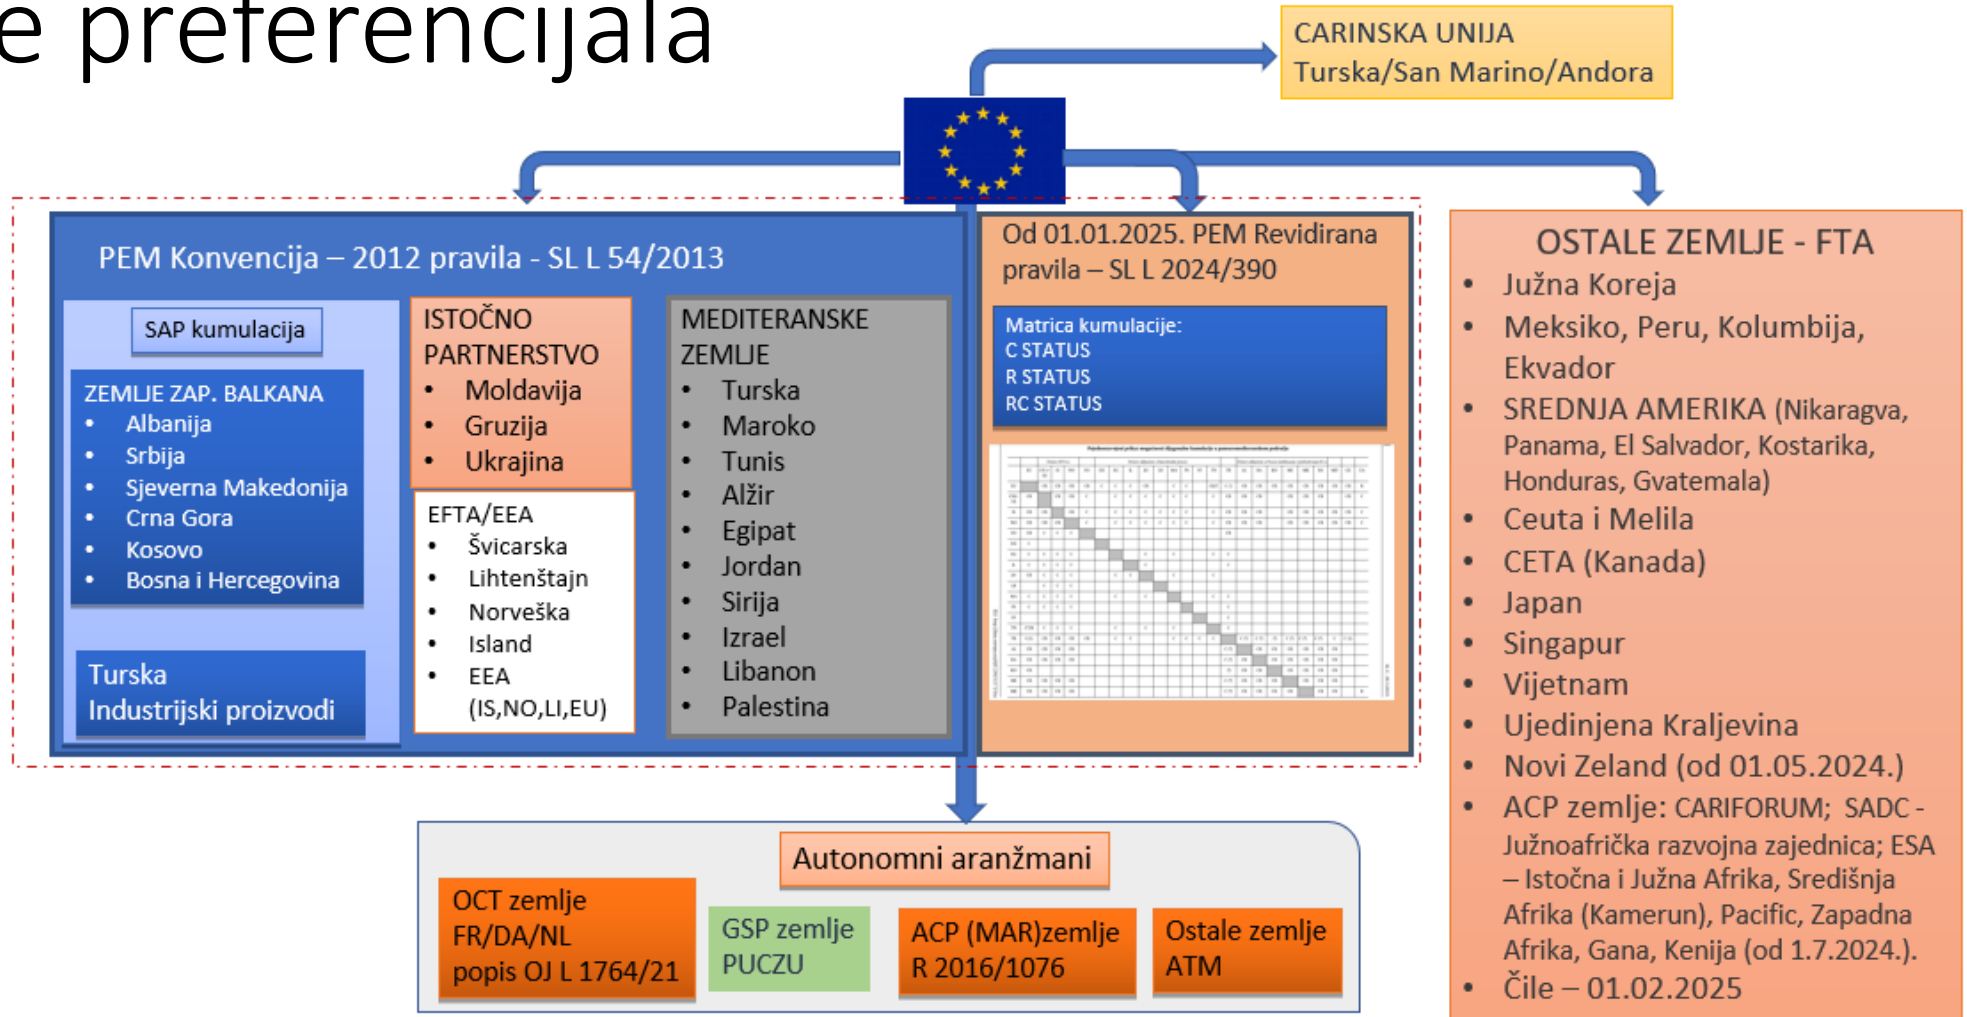 e preferencijala
CARINSKA UNIJA
Turska/San Marino/Andora
PEM Konvencija – 2012 pravila - SL L 54/2013
SAP kumulacija
ZEMLJE ZAP. BALKANA
• Albanija
• Srbija
• Sjeverna Makedonija
• Crna Gora
• Kosovo
• Bosna i Hercegovina
Turska
Industrijski proizvodi
ISTOČNO
PARTNERSTVO
• Moldavija
• Gruzija
• Ukrajina
EFTA/EEA
• Švicarska
• Lihtenštajn
• Norveška
• Island
• EEA
(IS,NO,LI,EU)
MEDITERANSKE
ZEMLJE
• Turska
• Maroko
• Tunis
• Alžir
• Egipat
• Jordan
• Sirija
• Izrael
• Libanon
• Palestina
Od 01.01.2025. PEM Revidirana
pravila – SL L 2024/390
Matrica kumulacije:
C STATUS
R STATUS
RC STATUS
OSTALE ZEMLJE - FTA
• Južna Koreja
• Meksiko, Peru, Kolumbija,
Ekvador
• SREDNJA AMERIKA (Nikaragva,
Panama, El Salvador, Kostarika,
Honduras, Gvatemala)
• Ceuta i Melila
• CETA (Kanada)
• Japan
• Singapur
• Vijetnam
• Ujedinjena Kraljevina
• Novi Zeland (od 01.05.2024.)
• ACP zemlje: CARIFORUM; SADC -
Južnoafrička razvojna zajednica; ESA
– Istočna i Južna Afrika, Središnja
Afrika (Kamerun), Pacific, Zapadna
Afrika, Gana, Kenija (od 1.7.2024.).
• Čile – 01.02.2025
Autonomni aranžmani
OCT zemlje
FR/DA/NL
popis OJ L 1764/21
GSP zemlje
PUCZU
ACP (MAR)zemlje
R 2016/1076
Ostale zemlje
ATM